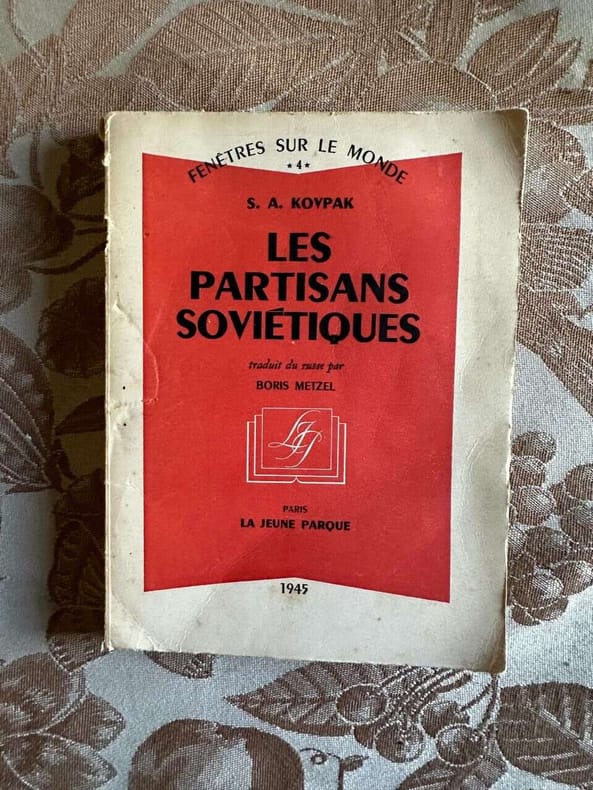 FENÊTRES SUR LE MONDE
★4★
S. A. KOVPAK
LES
PARTISANS
SOVIÉTIQUES
traduit du russe par
BORIS METZEL
LJP
PARIS
LA JEUNE PARQUE
1945